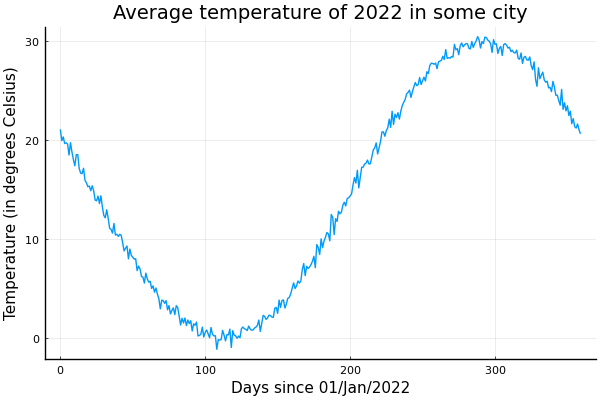 Average temperature of 2022 in some city
Temperature (in degrees Celsius)
30
20
10
0
0 100 200 300
Days since 01/Jan/2022